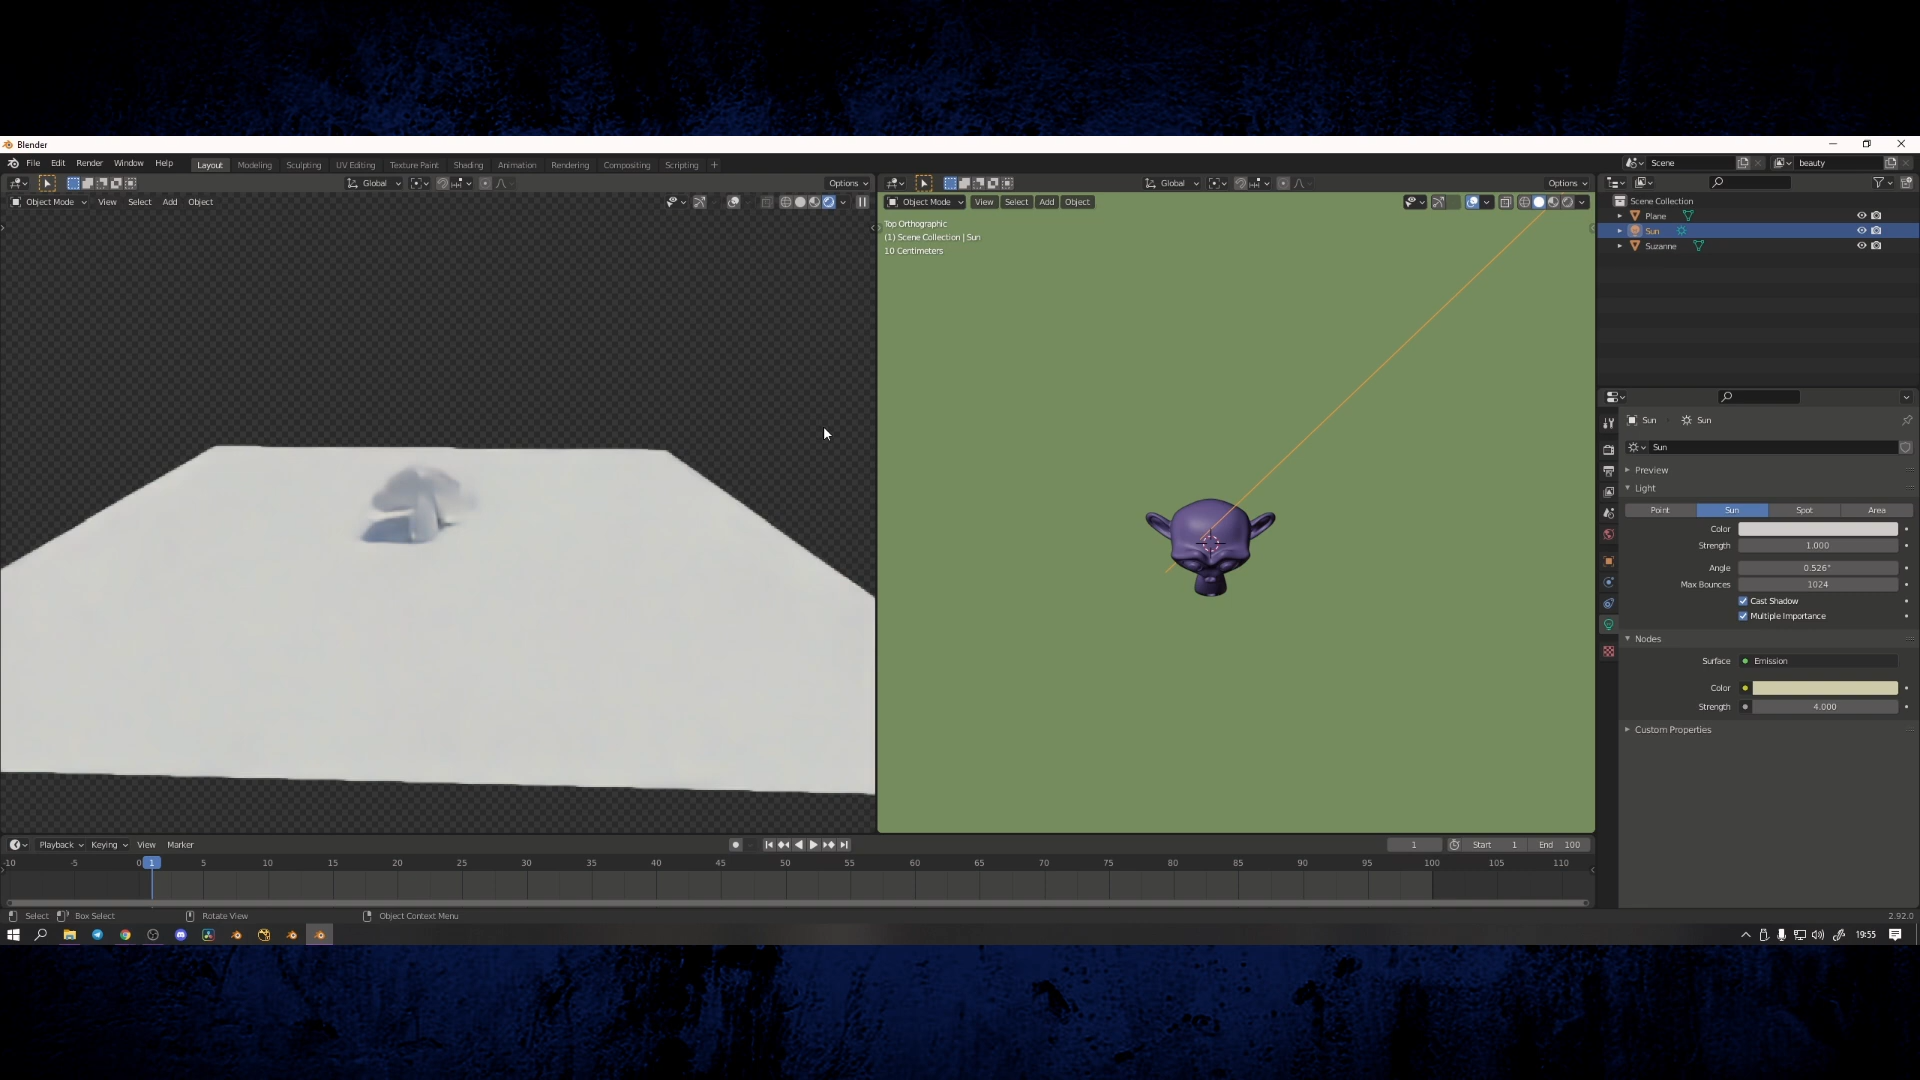 Blender
File Edit Render Window Help Layout Modeling Sculpting UV Editing Texture Paint Shading Animation Rendering Compositing Scripting + Scene beauty
Global Options Global Options
Object Mode View Select Add Object
Object Mode View Select Add Object
Top Orthographic
(1) Scene Collection | Sun
10 Centimeters
Scene Collection
Plane
Sun
Suzanne
Sun Sun
Sun
Preview
Light
Point Sun Spot Area
Color
Strength 1.000
Angle 0.526°
Max Bounces 1024
Cast Shadow
Multiple Importance
Nodes
Surface Emission
Color
Strength 4.000
Custom Properties
Playback Keying View Marker 1 Start 1 End 100
-10 -5 0 1 5 10 15 20 25 30 35 40 45 50 55 60 65 70 75 80 85 90 95 100 105 110
Select Box Select Rotate View Object Context Menu 2.92.0
19:55